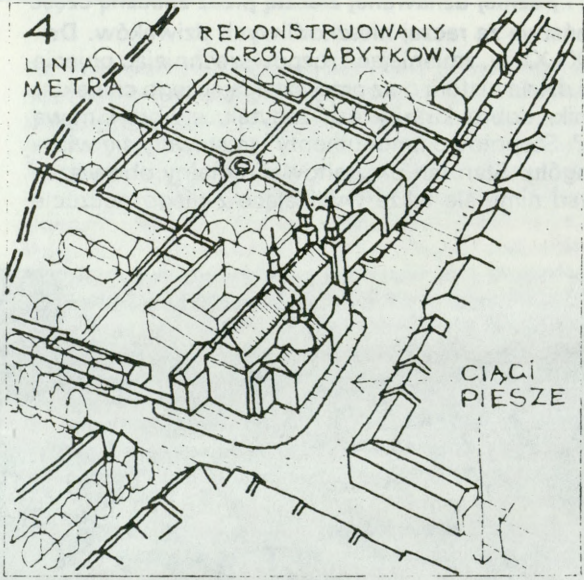 4
REKONSTRUOWANY
OGRÓD ZABYTKOWY
LINIA
METRA
CIĄGI
PIESZE